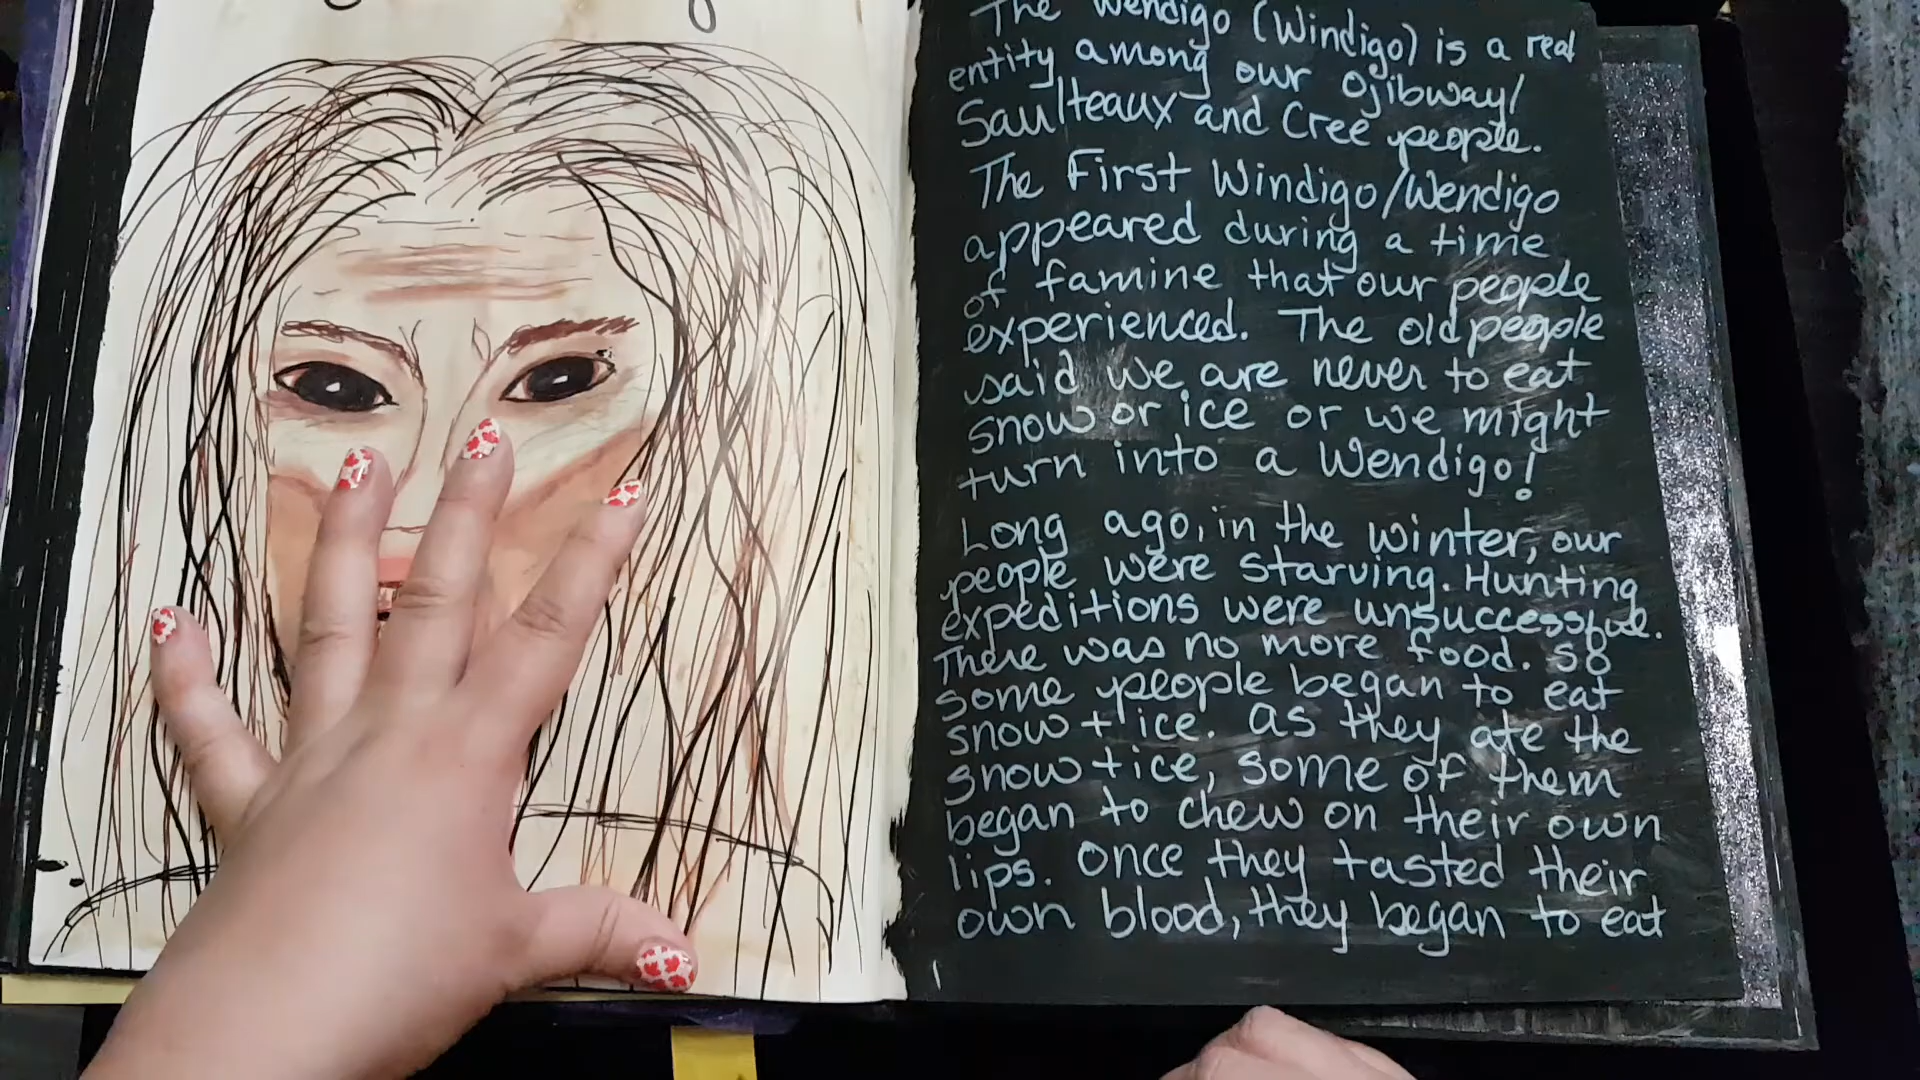 The Wendigo (Windigo) is a real
entity among our Ojibway/
Saulteaux and Cree people.
The First Windigo/Wendigo
appeared during a time
of famine that our people
experienced. The old people
said we are never to eat
snow or ice or we might
turn into a Wendigo!
Long ago, in the winter, our
people were starving. Hunting
expeditions were unsuccessful.
There was no more food. So
some people began to eat
snow + ice. As they ate the
snow + ice, some of them
began to chew on their own
lips. Once they tasted their
own blood, they began to eat